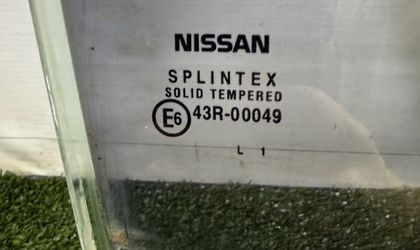 NISSAN
SPLINTEX
SOLID TEMPERED
E6 43R-00049
L 1